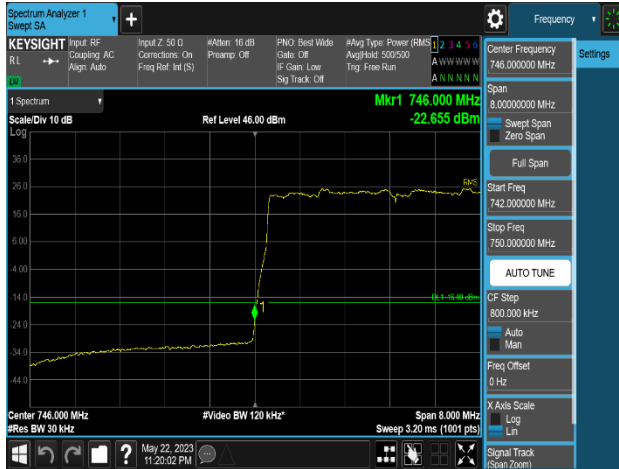 Spectrum Analyzer 1
Swept SA
+
Frequency
KEYSIGHT
RL
Input: RF
Coupling: AC
Align: Auto
Input Z: 50 Ω
Corrections: On
Freq Ref: Int (S)
#Atten: 16 dB
Preamp: Off
PNO: Best Wide
Gate: Off
IF Gain: Low
Sig Track: Off
#Avg Type: Power (RMS
Avg|Hold: 500/500
Trig: Free Run
1 2 3 4 5 6
A W W W W W
A N N N N N
Settings
1 Spectrum
Scale/Div 10 dB
Log
Ref Level 46.00 dBm
Mkr1 746.000 MHz
-22.655 dBm
36.0
26.0
16.0
6.00
-4.00
-14.0
-24.0
-34.0
-44.0
RMS
1
Center 746.000 MHz
#Res BW 30 kHz
#Video BW 120 kHz*
Span 8.000 MHz
Sweep 3.20 ms (1001 pts)
Center Frequency
746.000000 MHz
Span
8.00000000 MHz
Swept Span
Zero Span
Full Span
Start Freq
742.000000 MHz
Stop Freq
750.000000 MHz
AUTO TUNE
CF Step
800.000 kHz
Auto
Man
Freq Offset
0 Hz
X Axis Scale
Log
Lin
Signal Track
(Span Zoom)
?
May 22, 2023
11:20:02 PM